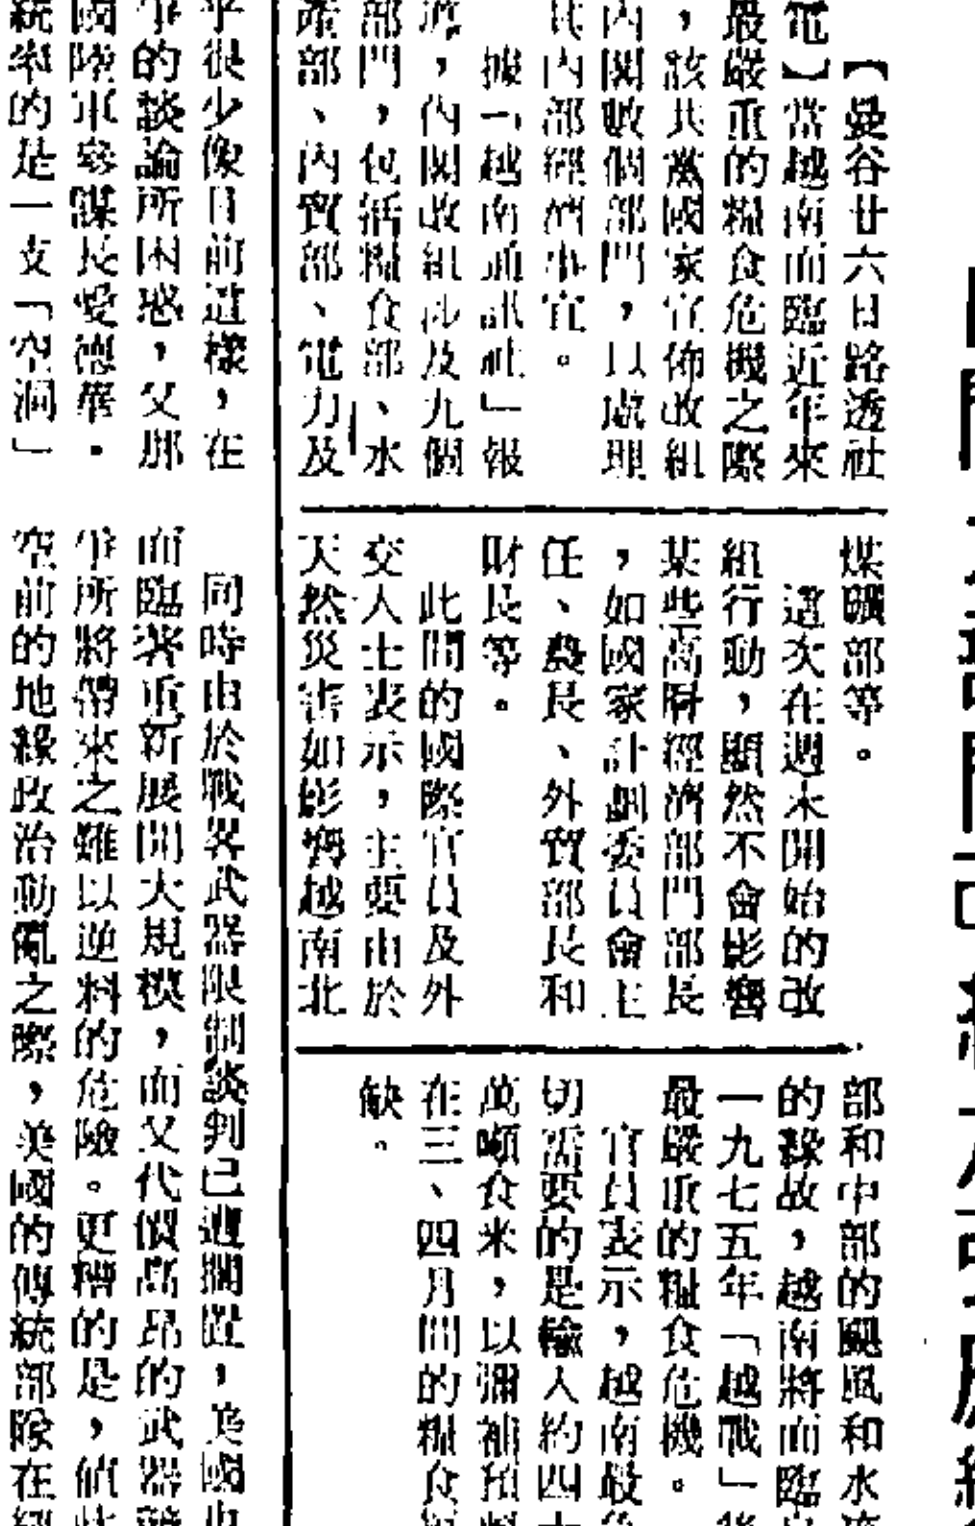 【曼谷廿六日路透社
電】當越南面臨近年來
最嚴重的糧食危機之際
，該共黨國家宣佈改組
內閣數個部門，以處理
其內部經濟事宜。
據「越南通訊社」報
導，內閣改組涉及九個
部門，包括糧食部、水
產部、內貿部、電力及
煤礦部等。
這次在週末開始的改
組行動，顯然不會影響
某些高層經濟部門部長
，如國家計劃委員會主
任、農長、外貿部長和
財長等。
此間的國際官員及外
交人士表示，主要由於
天然災害如影響越南北
部和中部的颶風和水
的緣故，越南將面臨
一九七五年「越戰」後
最嚴重的糧食危機。
官員表示，越南最
切需要的是輸入約四十
萬噸食米，以彌補預料
在三、四月間的糧食短
缺。
乎很少像目前這樣，在
軍的談論所困惑，父那
國陸軍參謀長愛德華．
統率的是一支「空洞」
同時由於戰畧武器限制談判已遭擱置，美國也
面臨著重新展開大規模，而又代價高昂的武器競
爭所將帶來之難以逆料的危險。更糟的是，值此
空前的地緣政治動亂之際，美國的傳統部隊在